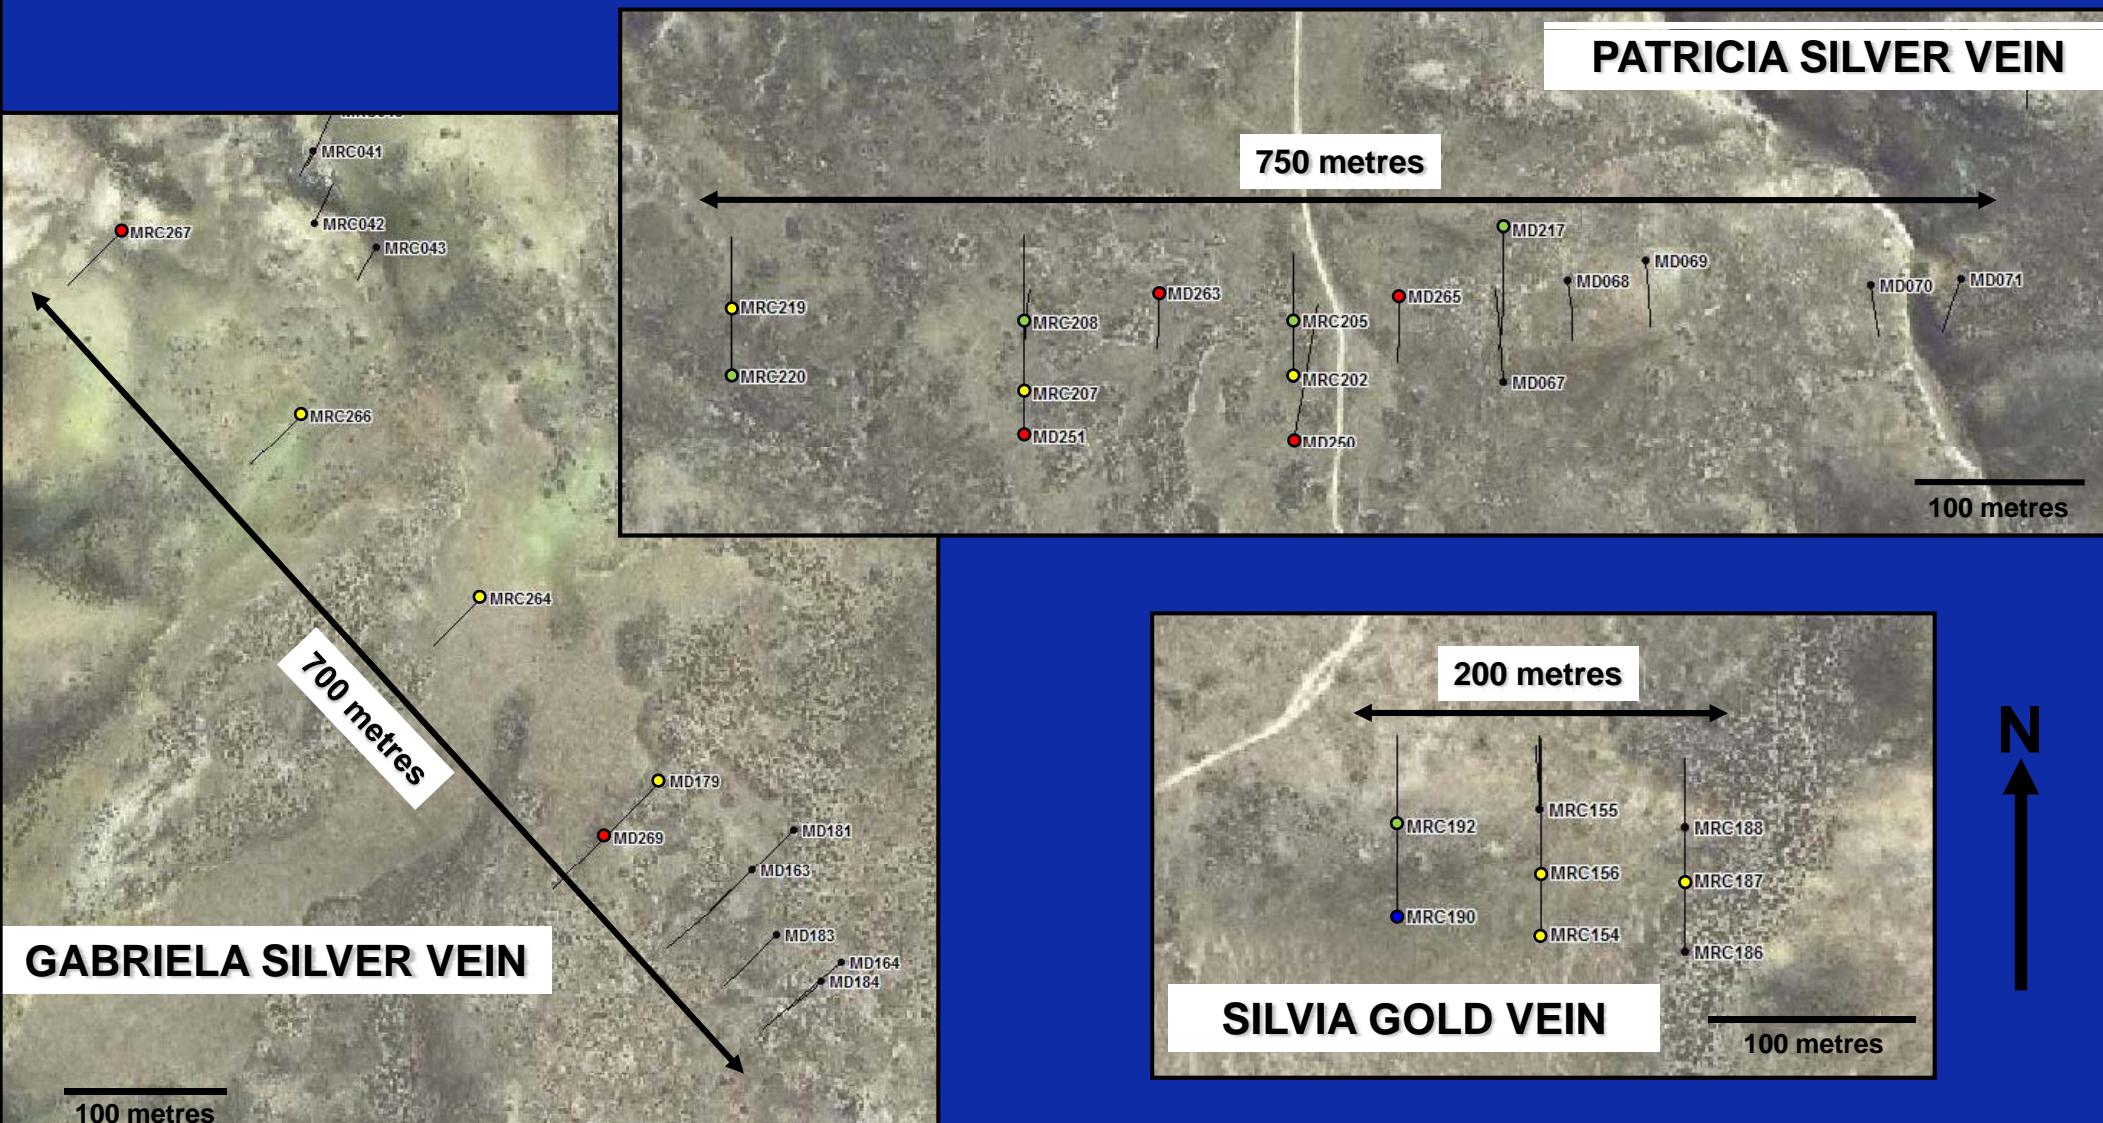 PATRICIA SILVER VEIN
750 metres
MD217
MD069
MD068
MD070
MD071
MD263
MD265
MRC219
MRC208
MRC205
MRC220
MRC207
MRC202
MD067
MD251
MD250
100 metres
MRC041
MRC042
MRC267
MRC043
MRC266
MRC264
700 metres
MD179
MD181
MD269
MD163
MD183
MD164
MD184
GABRIELA SILVER VEIN
100 metres
200 metres
MRC155
MRC192
MRC188
MRC156
MRC187
MRC190
MRC154
MRC186
SILVIA GOLD VEIN
100 metres
N